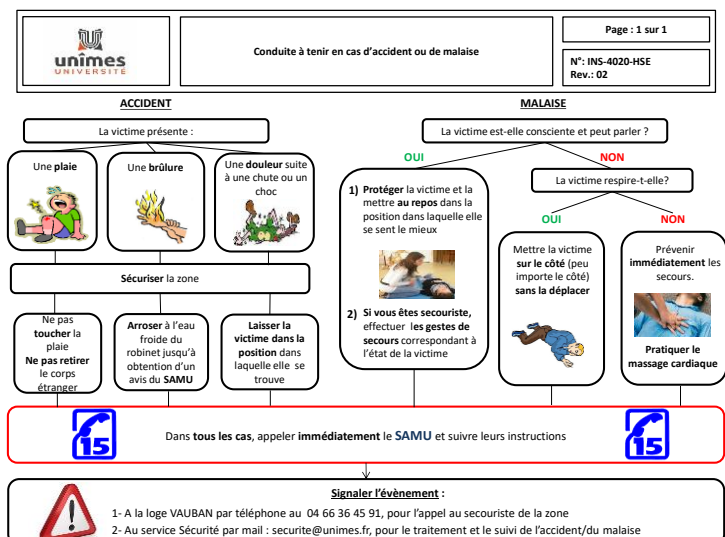 unîmes
UNIVERSITÉ
Conduite à tenir en cas d'accident ou de malaise
Page : 1 sur 1
N°: INS-4020-HSE
Rev.: 02
ACCIDENT
La victime présente :
Une plaie
Une brûlure
Une douleur suite
à une chute ou un
choc
Sécuriser la zone
Ne pas
toucher la
plaie
Ne pas retirer
le corps
étranger
Arroser à l'eau
froide du
robinet jusqu'à
obtention d'un
avis du SAMU
Laisser la
victime dans la
position dans
laquelle elle se
trouve
MALAISE
La victime est-elle consciente et peut parler ?
OUI
1) Protéger la victime et la
mettre au repos dans la
position dans laquelle elle
se sent le mieux
2) Si vous êtes secouriste,
effectuer les gestes de
secours correspondant à
l'état de la victime
NON
La victime respire-t-elle?
OUI
Mettre la victime
sur le côté (peu
importe le côté)
sans la déplacer
NON
Prévenir
immédiatement les
secours.
Pratiquer le
massage cardiaque
15
Dans tous les cas, appeler immédiatement le SAMU et suivre leurs instructions
15
Signaler l'évènement :
1- A la loge VAUBAN par téléphone au 04 66 36 45 91, pour l'appel au secouriste de la zone
2- Au service Sécurité par mail : securite@unimes.fr, pour le traitement et le suivi de l'accident/du malaise